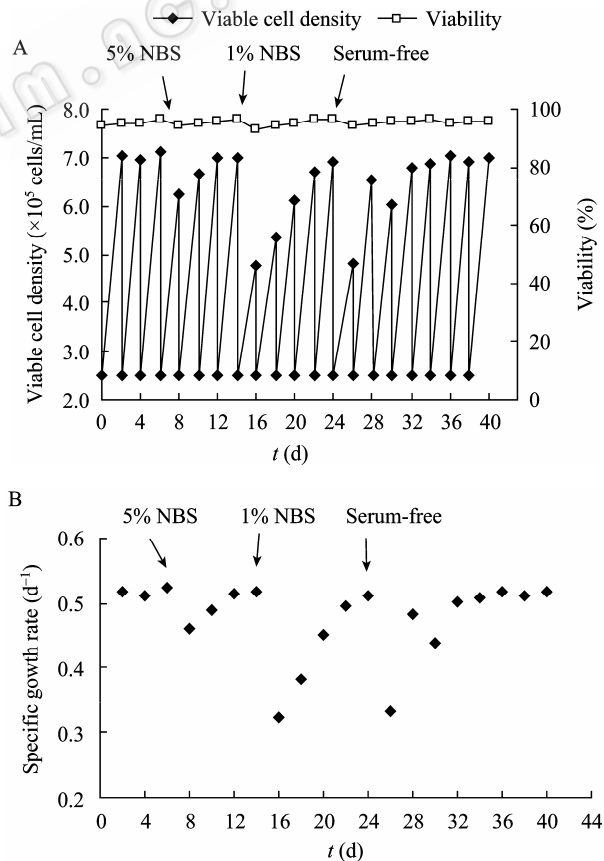 Viable cell density Viability
A
5% NBS 1% NBS Serum-free
8.0 100
7.0 80
6.0 60
5.0
4.0 40
3.0 20
2.0 0
0 4 8 12 16 20 24 28 32 36 40
t (d)
Viable cell density (×10⁵ cells/mL)
Viability (%)
B
5% NBS 1% NBS Serum-free
0.6
0.5
0.4
0.3
0.2
0 4 8 12 16 20 24 28 32 36 40 44
t (d)
Specific gowth rate (d⁻¹)